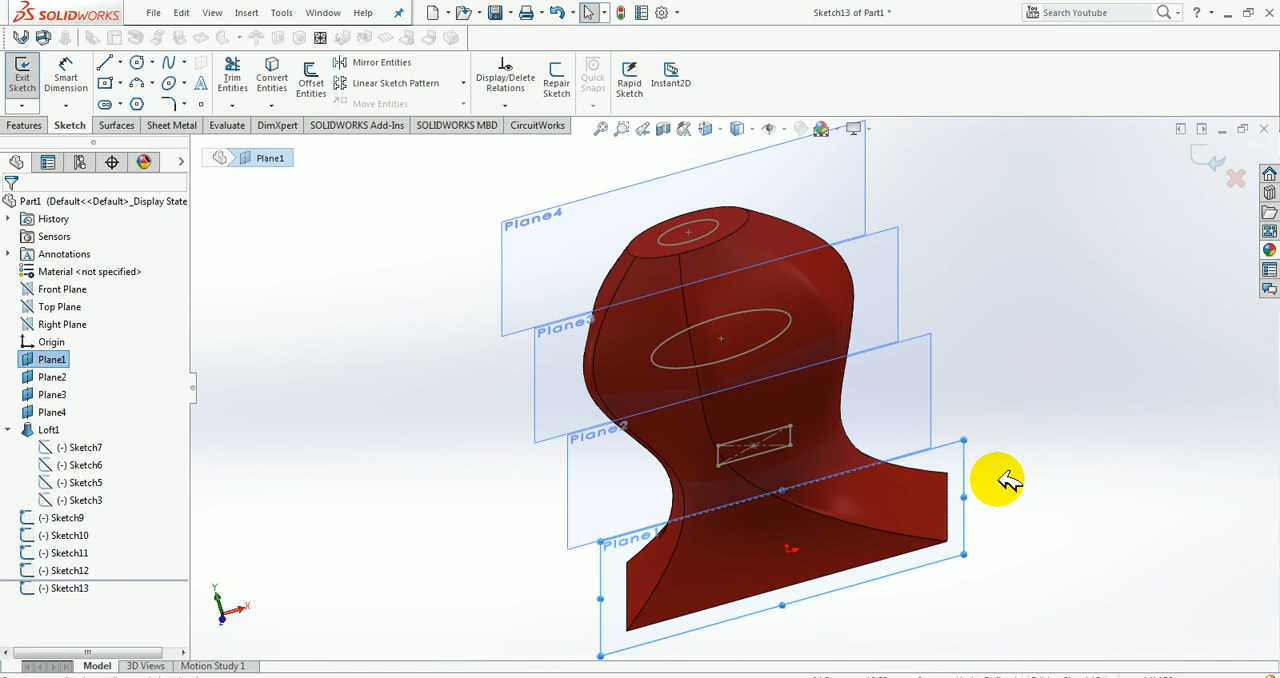 SOLIDWORKS File Edit View Insert Tools Window Help Sketch13 of Part1 * Search Youtube
Exit Sketch Smart Dimension Trim Entities Convert Entities Offset Entities Mirror Entities Linear Sketch Pattern Move Entities Display/Delete Relations Repair Sketch Quick Snaps Rapid Sketch Instant2D
Features Sketch Surfaces Sheet Metal Evaluate DimXpert SOLIDWORKS Add-Ins SOLIDWORKS MBD CircuitWorks
Plane1
Part1 (Default<<Default>_Display State
History
Sensors
Annotations
Material <not specified>
Front Plane
Top Plane
Right Plane
Origin
Plane1
Plane2
Plane3
Plane4
Loft1
(-) Sketch7
(-) Sketch6
(-) Sketch5
(-) Sketch3
(-) Sketch9
(-) Sketch10
(-) Sketch11
(-) Sketch12
(-) Sketch13
Plane4
Plane3
Plane2
Plane1
Y
X
Z
Model 3D Views Motion Study 1